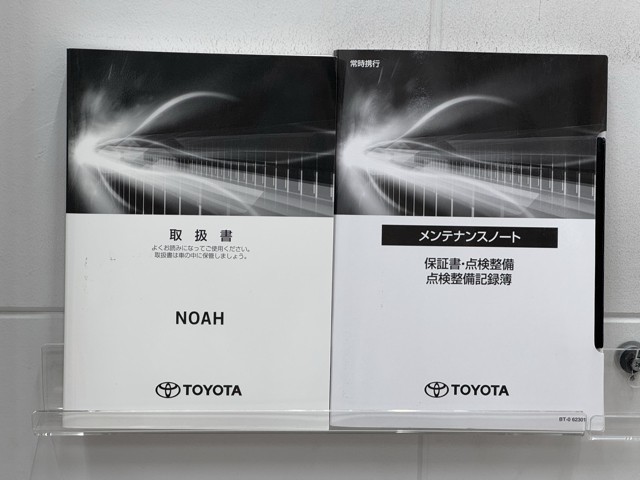 取扱書
よくお読みになってご使用ください。
取扱書は車の中に保管しましょう。
NOAH
TOYOTA
常時携行
メンテナンスノート
保証書・点検整備
点検整備記録簿
TOYOTA
BT-0 62301